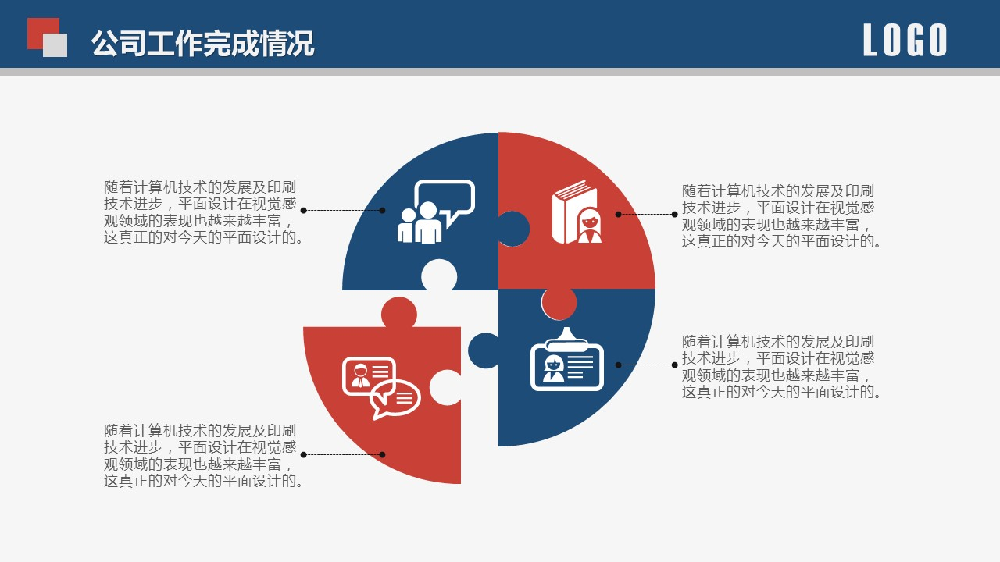 公司工作完成情况
LOGO
随着计算机技术的发展及印刷
技术进步，平面设计在视觉感
观领域的表现也越来越丰富，
这真正的对今天的平面设计的。
随着计算机技术的发展及印刷
技术进步，平面设计在视觉感
观领域的表现也越来越丰富，
这真正的对今天的平面设计的。
随着计算机技术的发展及印刷
技术进步，平面设计在视觉感
观领域的表现也越来越丰富，
这真正的对今天的平面设计的。
随着计算机技术的发展及印刷
技术进步，平面设计在视觉感
观领域的表现也越来越丰富，
这真正的对今天的平面设计的。